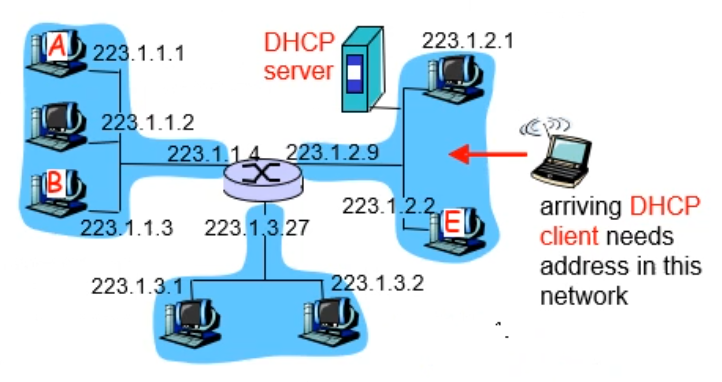 A
223.1.1.1
DHCP
server
223.1.2.1
223.1.1.2
223.1.1.4
223.1.2.9
B
223.1.1.3
223.1.2.2
E
223.1.3.27
arriving DHCP
client needs
address in this
network
223.1.3.1
223.1.3.2